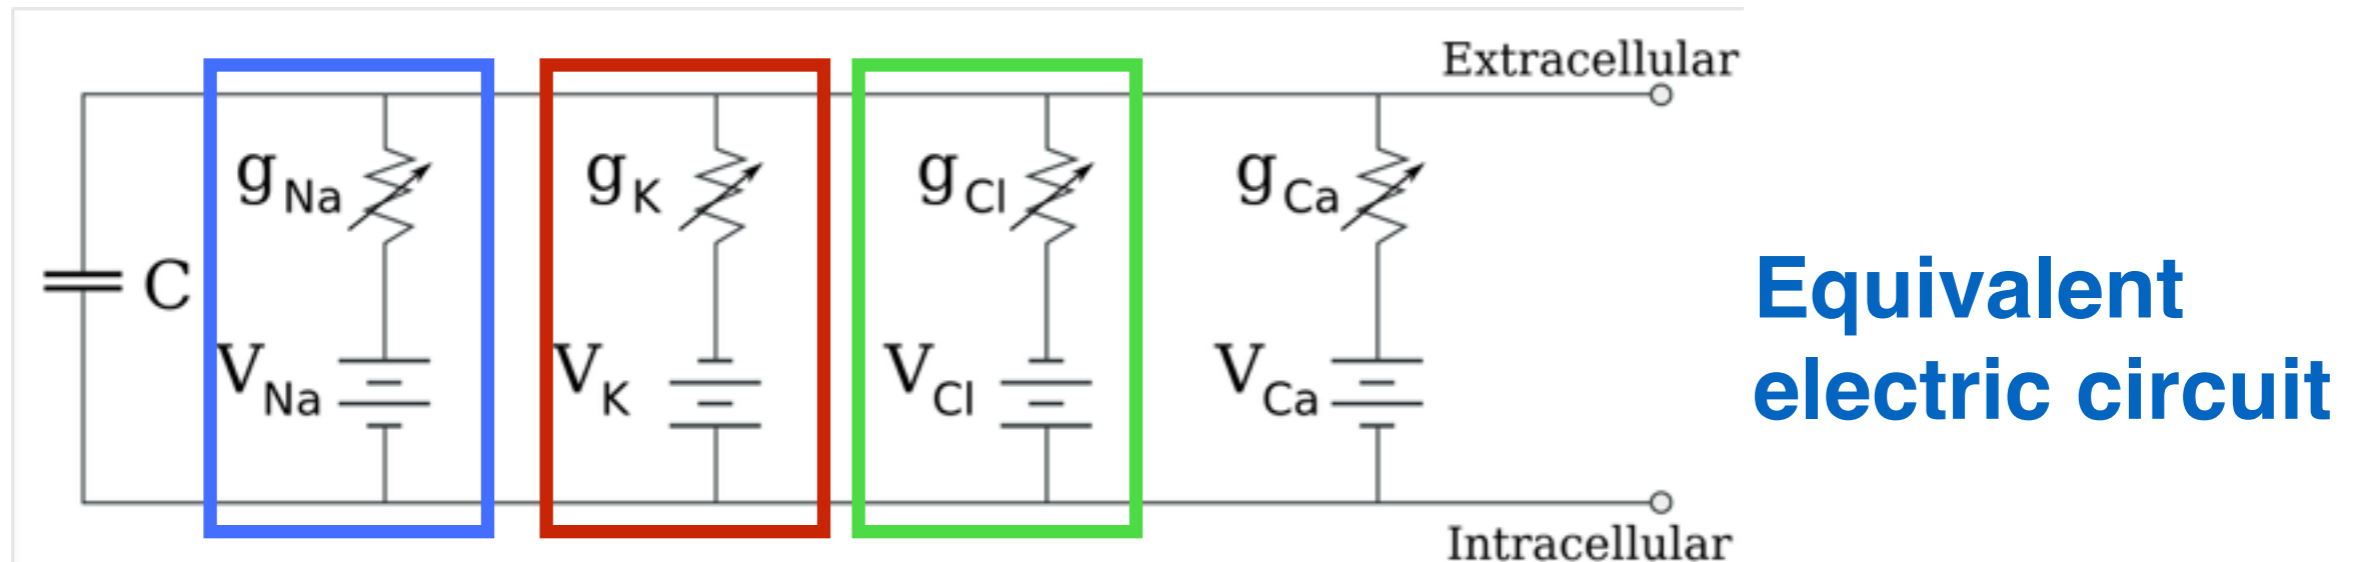 Extracellular
gNa
gK
gCl
gCa
C
VNa
VK
VCl
VCa
Equivalent
electric circuit
Intracellular